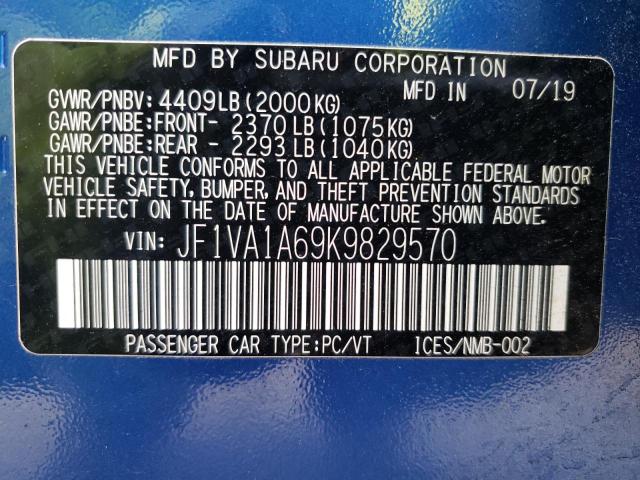 MFD BY SUBARU CORPORATION
GVWR/PNBV: 4409LB(2000KG) MFD IN 07/19
GAWR/PNBE:FRONT- 2370LB(1075KG)
GAWR/PNBE:REAR - 2293LB(1040KG)
THIS VEHICLE CONFORMS TO ALL APPLICABLE FEDERAL MOTOR
VEHICLE SAFETY, BUMPER, AND THEFT PREVENTION STANDARDS
IN EFFECT ON THE DATE OF MANUFACTURE SHOWN ABOVE.
VIN: JF1VA1A69K9829570
PASSENGER CAR TYPE:PC/VT ICES/NMB-002